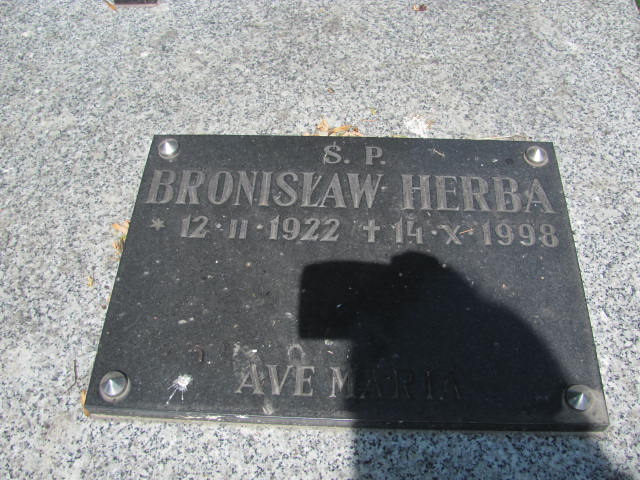 Ś. P.
BRONISŁAW HERBA
* 12·II·1922 † 14·X·1998
AVE MARIA